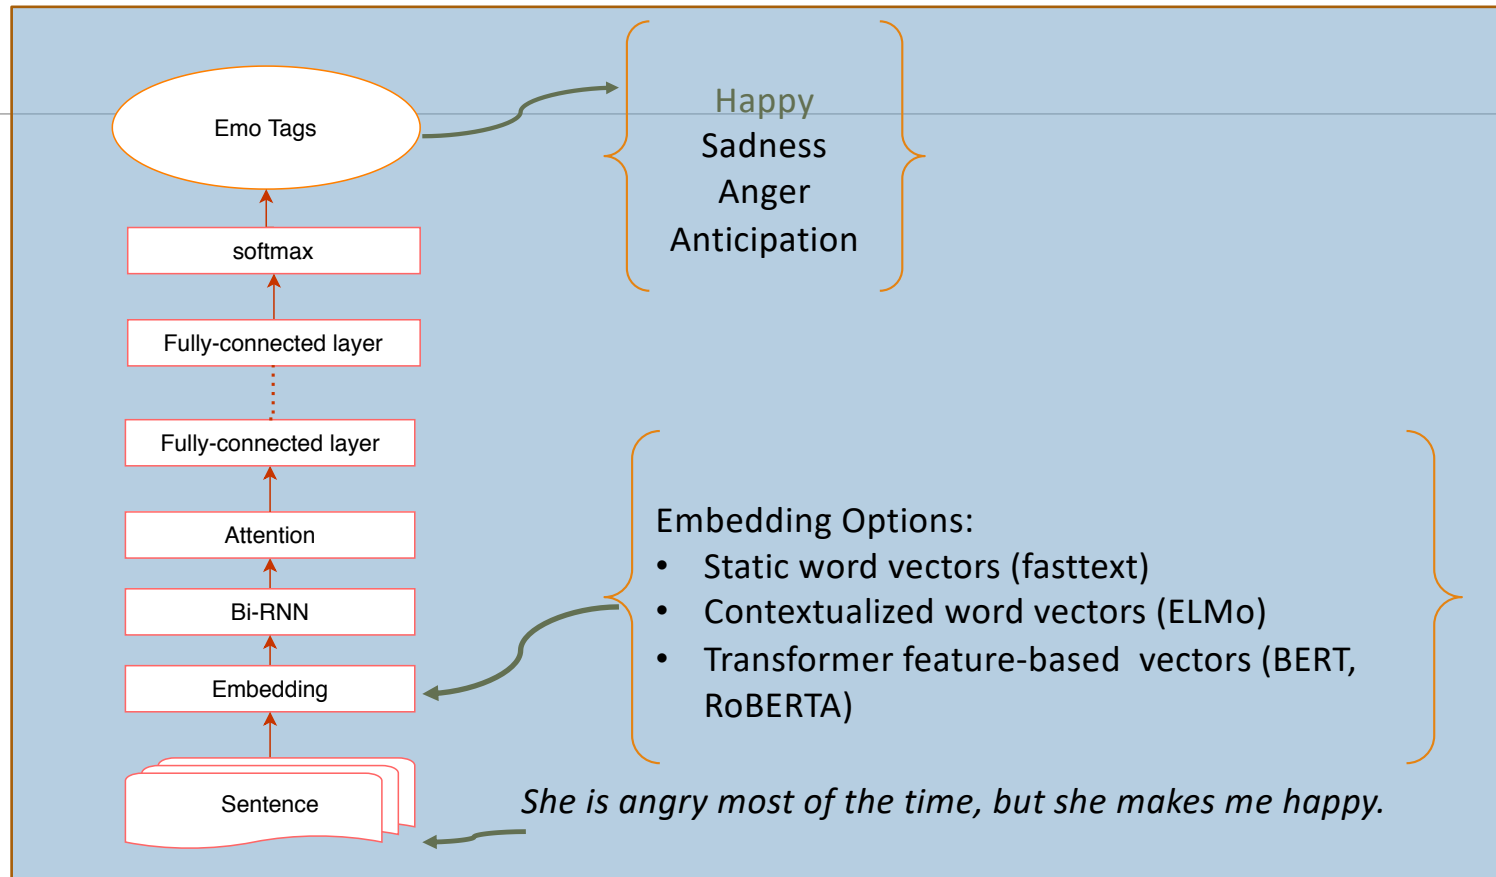 Emo Tags
Happy
Sadness
Anger
Anticipation
softmax
Fully-connected layer
Fully-connected layer
Attention
Bi-RNN
Embedding
Embedding Options:
• Static word vectors (fasttext)
• Contextualized word vectors (ELMo)
• Transformer feature-based vectors (BERT,
RoBERTA)
Sentence
She is angry most of the time, but she makes me happy.